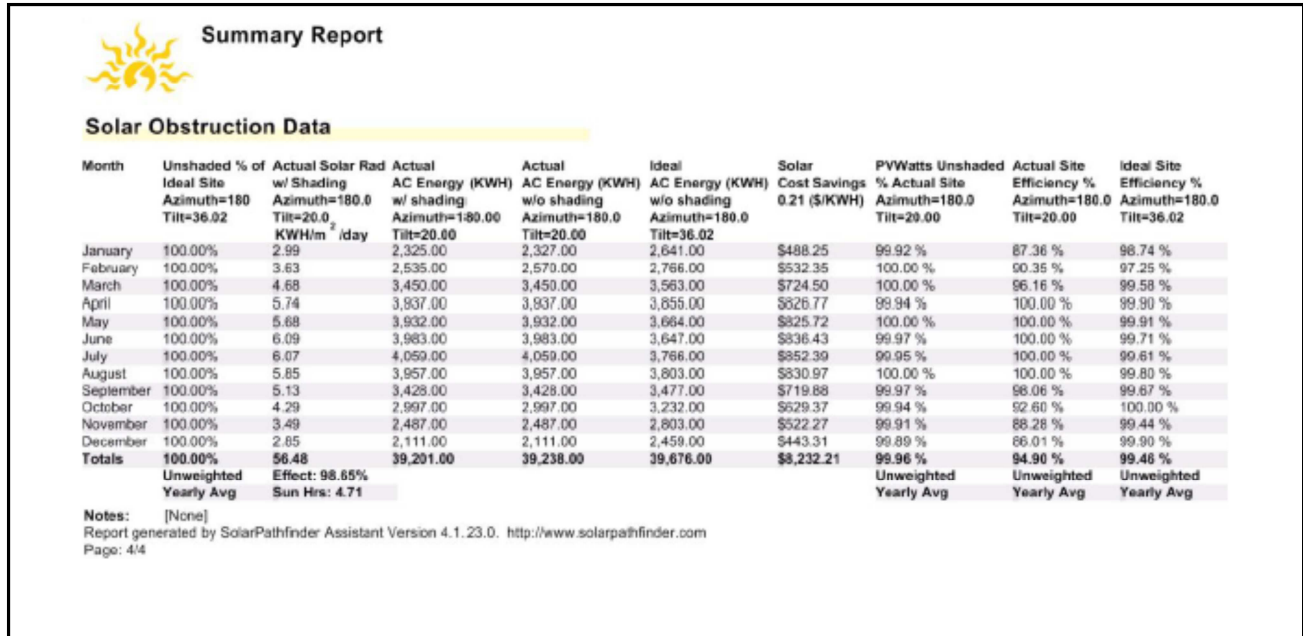 Summary Report
Solar Obstruction Data
Month Unshaded % of Actual Solar Rad Actual Actual Ideal Solar PVWatts Unshaded Actual Site Ideal Site
Ideal Site w/ Shading AC Energy (KWH) AC Energy (KWH) AC Energy (KWH) Cost Savings % Actual Site Efficiency % Efficiency %
Azimuth=180 Azimuth=180.0 w/ shading w/o shading w/o shading 0.21 ($/KWH) Azimuth=180.0 Azimuth=180.0 Azimuth=180.0
Tilt=36.02 Tilt=20.0 Azimuth=180.00 Azimuth=180.0 Azimuth=180.0 Tilt=20.00 Tilt=20.00 Tilt=36.02
KWH/m² /day Tilt=20.00 Tilt=20.00 Tilt=36.02
January 100.00% 2.99 2,325.00 2,327.00 2,641.00 $488.25 99.92 % 87.36 % 98.74 %
February 100.00% 3.63 2,535.00 2,570.00 2,766.00 $532.35 100.00 % 90.35 % 97.25 %
March 100.00% 4.68 3,450.00 3,450.00 3,563.00 $724.50 100.00 % 96.16 % 99.58 %
April 100.00% 5.74 3,937.00 3,937.00 3,855.00 $826.77 99.94 % 100.00 % 99.90 %
May 100.00% 5.68 3,932.00 3,932.00 3,664.00 $825.72 100.00 % 100.00 % 99.91 %
June 100.00% 6.09 3,983.00 3,983.00 3,647.00 $836.43 99.97 % 100.00 % 99.71 %
July 100.00% 6.07 4,059.00 4,059.00 3,766.00 $852.39 99.95 % 100.00 % 99.61 %
August 100.00% 5.85 3,957.00 3,957.00 3,803.00 $830.97 100.00 % 100.00 % 99.80 %
September 100.00% 5.13 3,428.00 3,428.00 3,477.00 $719.88 99.97 % 98.06 % 99.67 %
October 100.00% 4.29 2,997.00 2,997.00 3,232.00 $629.37 99.94 % 92.60 % 100.00 %
November 100.00% 3.49 2,487.00 2,487.00 2,803.00 $522.27 99.91 % 88.28 % 99.44 %
December 100.00% 2.85 2,111.00 2,111.00 2,459.00 $443.31 99.89 % 86.01 % 99.90 %
Totals 100.00% 56.48 39,201.00 39,238.00 39,676.00 $8,232.21 99.96 % 94.90 % 99.46 %
Unweighted Effect: 98.65% Unweighted Unweighted Unweighted
Yearly Avg Sun Hrs: 4.71 Yearly Avg Yearly Avg Yearly Avg
Notes: [None]
Report generated by SolarPathfinder Assistant Version 4.1.23.0. http://www.solarpathfinder.com
Page: 4/4